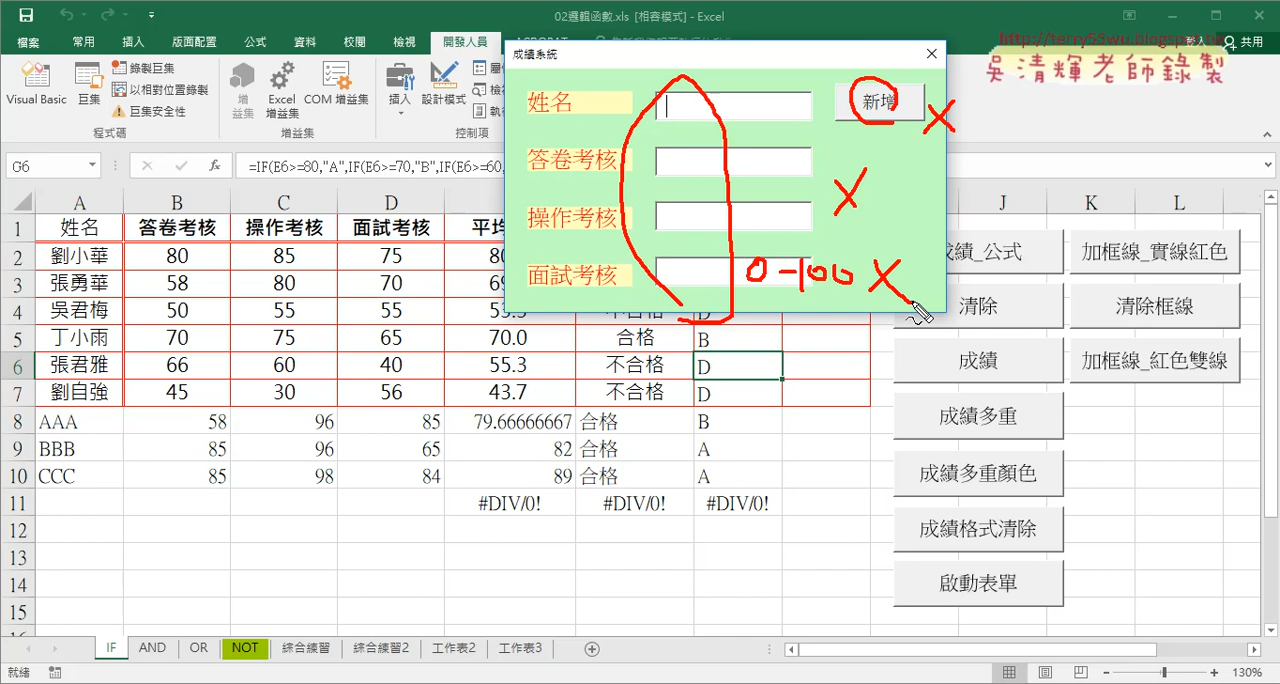 02邏輯函數.xls [相容模式] - Excel
檔案 常用 插入 版面配置 公式 資料 校閱 檢視 開發人員 共用
http://terry55wu.blogspot.tw
吳清輝老師錄製
Visual Basic 巨集 錄製巨集 以相對位置錄製 巨集安全性
增益集 Excel 增益集 COM 增益集 插入 設計模式
程式碼 增益集 控制項
成績系統
姓名 新增 X
答卷考核 X
操作考核
面試考核 0-100 X
G6 fx =IF(E6>=80,"A",IF(E6>=70,"B",IF(E6>=60,
A B C D J K L
1 姓名 答卷考核 操作考核 面試考核 平均
2 劉小華 80 85 75
3 張勇華 58 80 70
4 吳君梅 50 55 55 53.3 不合格 D
5 丁小雨 70 75 65 70.0 合格 B
6 張君雅 66 60 40 55.3 不合格 D
7 劉自強 45 30 56 43.7 不合格 D
8 AAA 58 96 85 79.66666667 合格 B
9 BBB 85 96 65 82 合格 A
10 CCC 85 98 84 89 合格 A
11 #DIV/0! #DIV/0! #DIV/0!
12
13
14
15
成績_公式 加框線_實線紅色
清除 清除框線
成績 加框線_紅色雙線
成績多重
成績多重顏色
成績格式清除
啟動表單
IF AND OR NOT 綜合練習 綜合練習2 工作表2 工作表3
就緒 130%